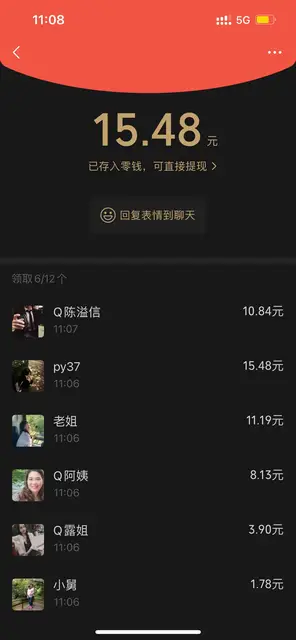 11:08
5G
15.48元
已存入零钱，可直接提现 >
回复表情到聊天
领取6/12个
Q陈溢信 10.84元
11:07
py37 15.48元
11:06
老姐 11.19元
11:06
Q阿姨 8.13元
11:06
Q露姐 3.90元
11:06
小舅 1.78元
11:06